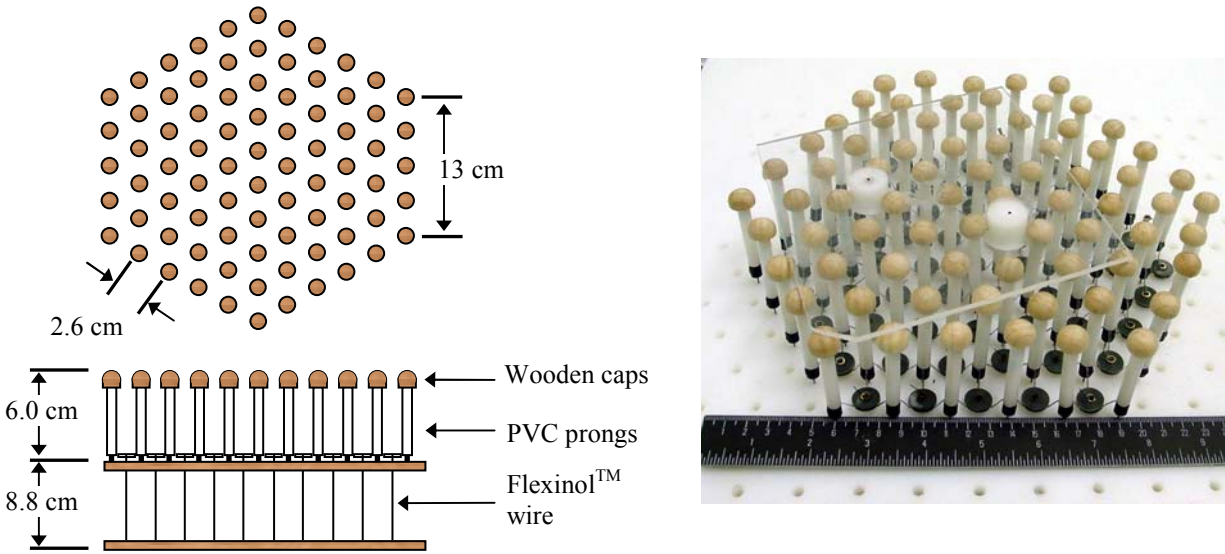 13 cm
2.6 cm
6.0 cm
8.8 cm
Wooden caps
PVC prongs
Flexinol™
wire